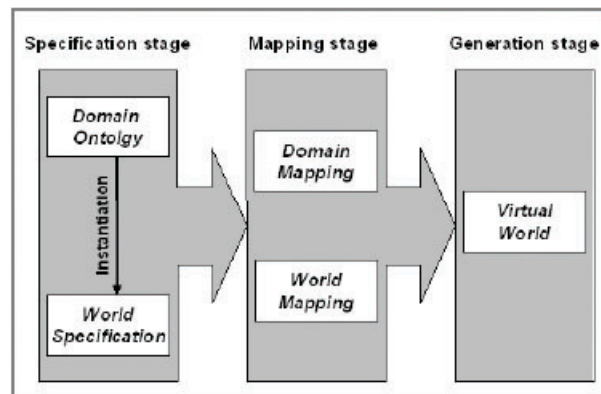 Specification stage
Mapping stage
Generation stage
Domain
Ontolgy
Instantiation
World
Specification
Domain
Mapping
World
Mapping
Virtual
World